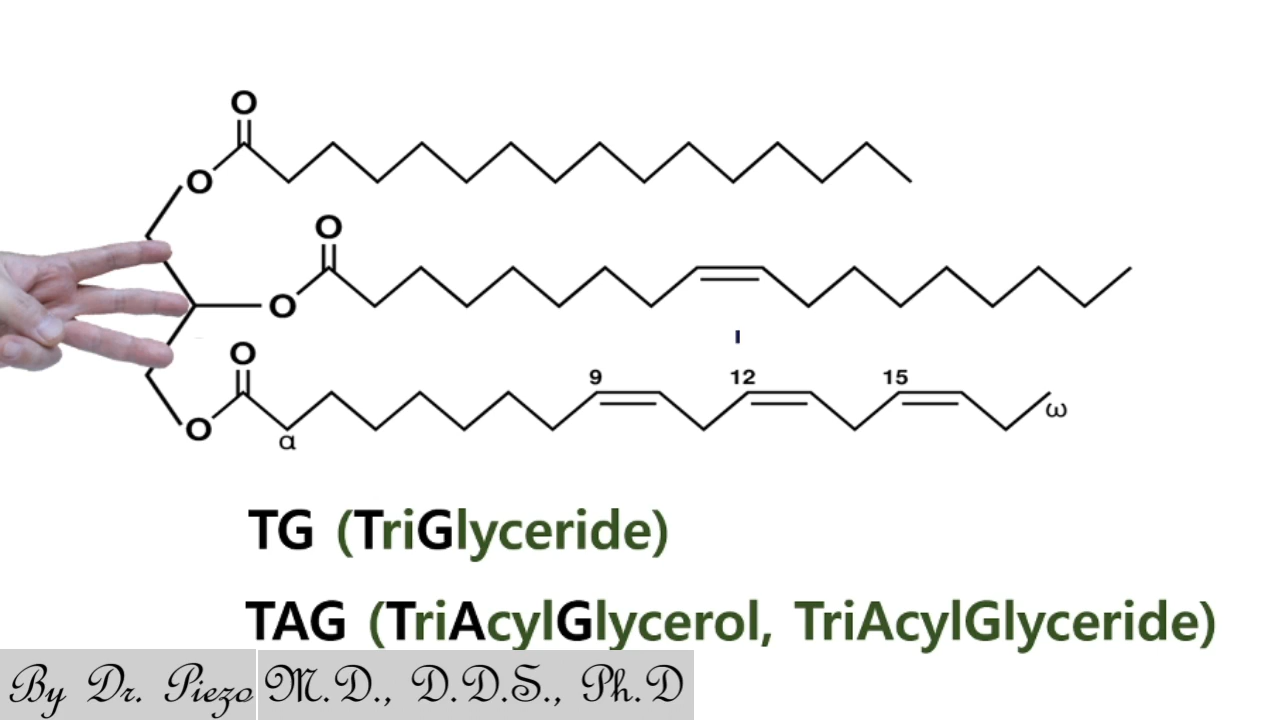 O
O
O
O
O
9 12 15
O
α
ω
TG (TriGlyceride)
TAG (TriAcylGlycerol, TriAcylGlyceride)
By Dr. Piezo M.D., D.D.S., Ph.D